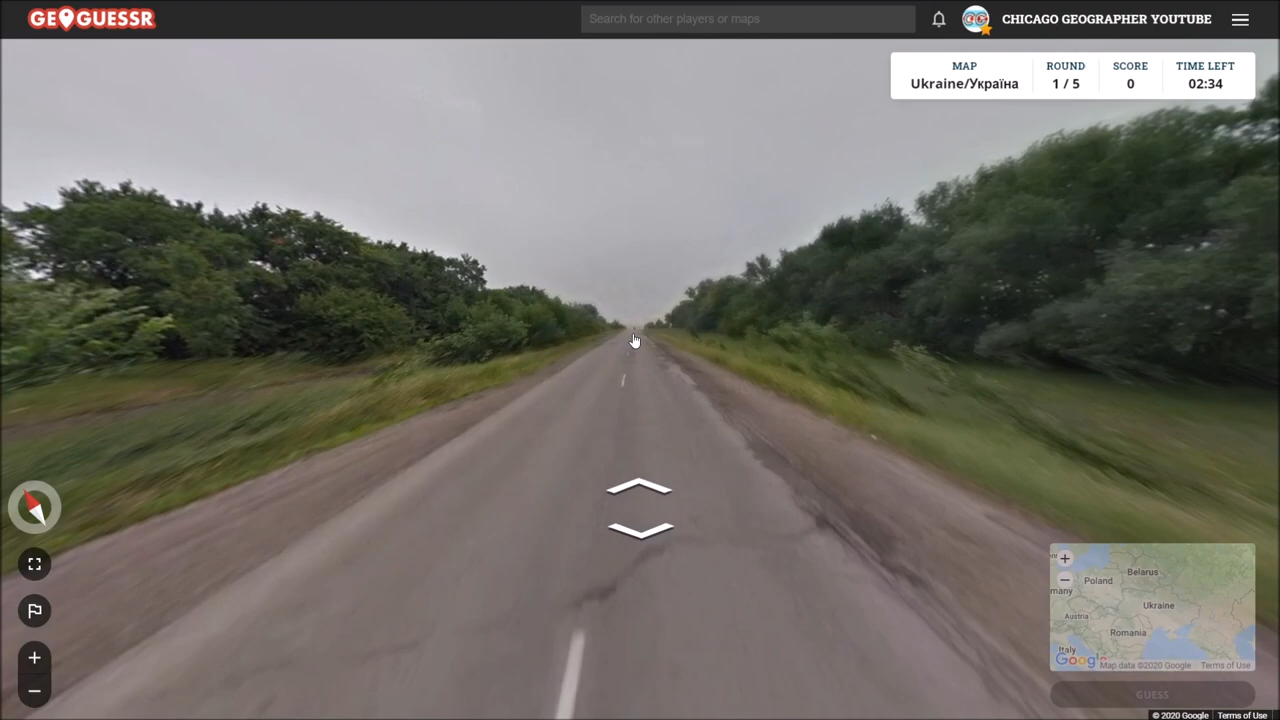 GEOGUESSR
Search for other players or maps
CHICAGO GEOGRAPHER YOUTUBE
MAP
ROUND
SCORE
TIME LEFT
Ukraine/Україна
1 / 5
0
02:34
Belarus
Poland
many
Ukraine
Austria
Romania
Italy
Google
Map data ©2020 Google
Terms of Use
GUESS
© 2020 Google
Terms of Use